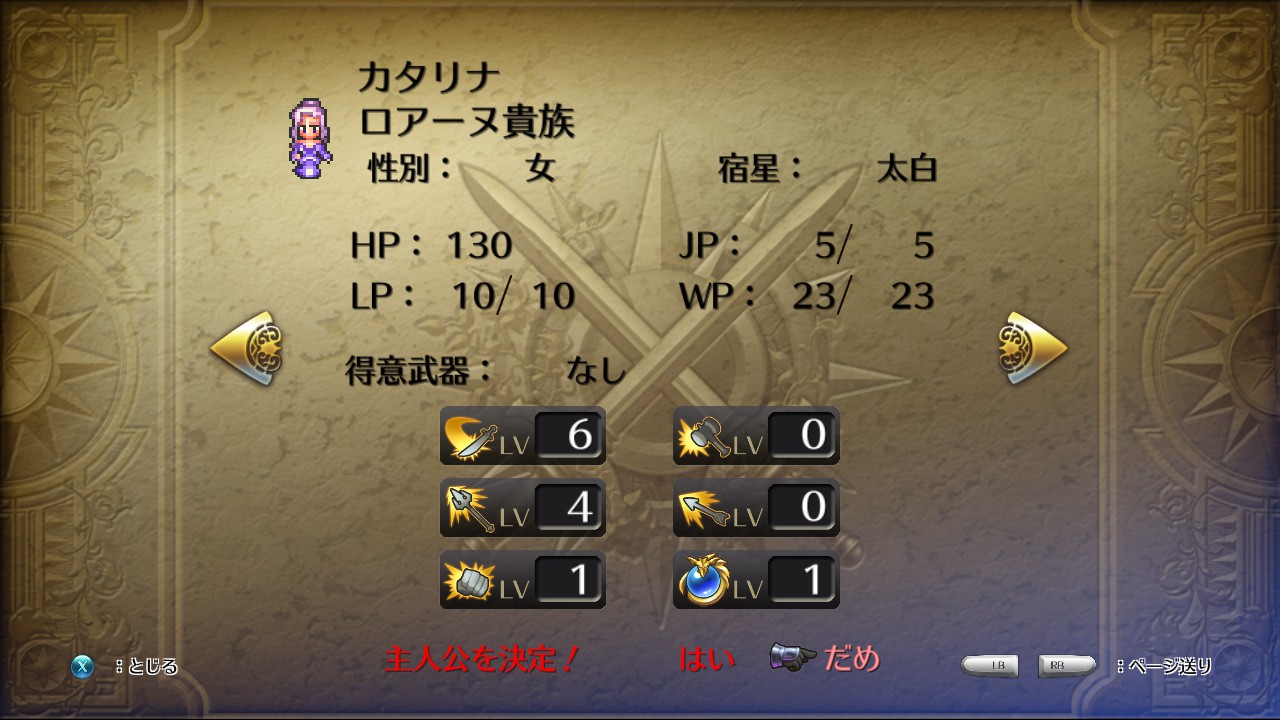 カタリナ
ロアーヌ貴族
性別： 女 宿星： 太白
HP： 130 JP： 5/ 5
LP： 10/ 10 WP： 23/ 23
得意武器： なし
LV 6 LV 0
LV 4 LV 0
LV 1 LV 1
主人公を決定！ はい だめ
X ：とじる LB RB ：ページ送り